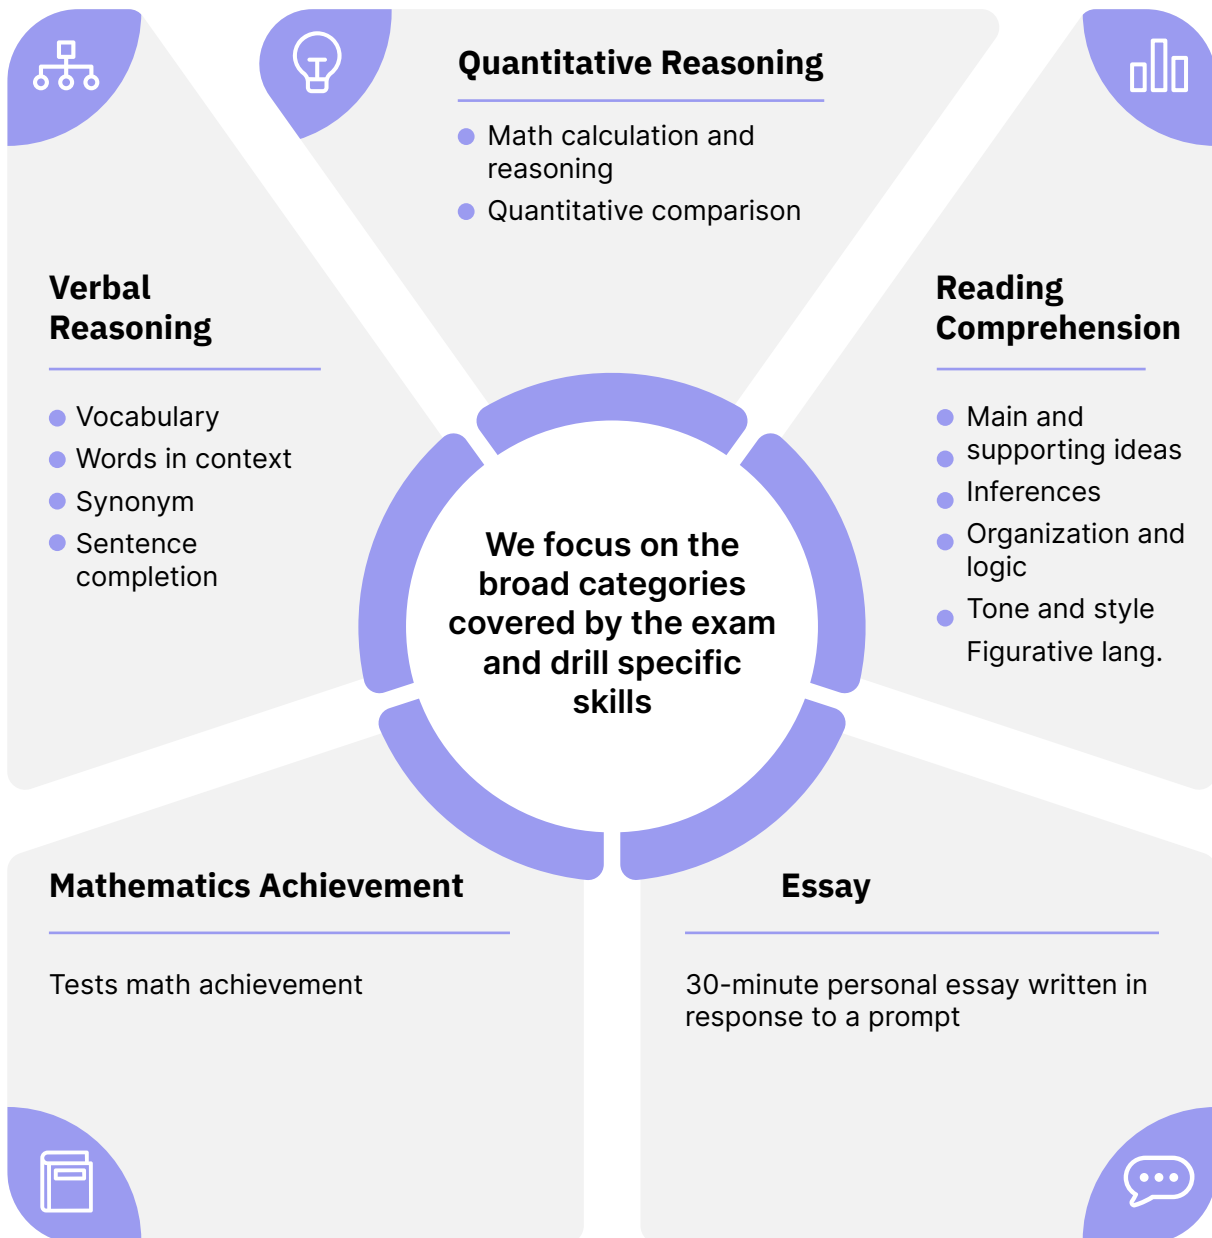 Quantitative Reasoning
Math calculation and
reasoning
Quantitative comparison
Verbal
Reasoning
Vocabulary
Words in context
Synonym
Sentence
completion
Reading
Comprehension
Main and
supporting ideas
Inferences
Organization and
logic
Tone and style
Figurative lang.
We focus on the
broad categories
covered by the exam
and drill specific
skills
Mathematics Achievement
Tests math achievement
Essay
30-minute personal essay written in
response to a prompt